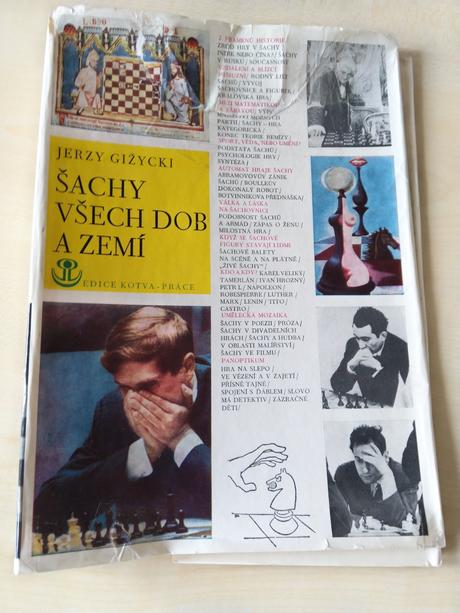 JERZY GIŻYCKI
ŠACHY
VŠECH DOB
A ZEMÍ
EDICE KOTVA - PRÁCE
Z PRAMENŮ HISTORIE
ZROD HRY V ŠACHY /
INDIE NEBO ČÍNA? / ŠACHY
V RUSKU / SOUČASNOST
VZDÁLENÍ A BLÍZCÍ
PŘÍBUZNÍ / RODNÝ LIST
ŠACHŮ / VÝVOJ
ŠACHOVNICE A FIGUREK /
KRÁLOVSKÁ HRA /
MEZI MATEMATIKOU
A ZÁBAVOU /
MNOŽSTVÍ MOŽNÝCH
PARTIÍ / ŠACHY – HRA
KATEGORICKÁ /
KONEC TEORIE REMÍZY /
SPORT, VĚDA, NEBO UMĚNÍ?
PODSTATA ŠACHŮ /
PSYCHOLOGIE HRY /
SYNTÉZA /
AUTOMAT HRAJE ŠACHY
ABRAMOVOVŮV ZÁNIK
ŠACHŮ / BOULEŮV
DOKONALÝ ROBOT /
BOTVINNIKOVA PŘEDNÁŠKA /
VÁLKA A LÁSKA
NA ŠACHOVNICI
PODOBNOST ŠACHŮ
A ARMÁD / ZÁPAS O ŽENU /
MILOSTNÁ HRA /
KDYŽ SE ŠACHOVÉ
FIGURY STÁVAJÍ LIDMI
ŠACHOVÉ BALETY
NA SCÉNĚ A NA PLÁTNĚ /
„ŽIVÉ ŠACHY“ /
KDO A KDY? KAREL VELIKÝ /
TAMERLÁN / IVAN HROZNÝ /
PETR I. / NAPOLEON /
ROBESPIERRE / LUTHER /
MARX / LENIN / TITO /
CASTRO /
UMĚLECKÁ MOZAIKA
ŠACHY V POEZII / PRÓZA /
ŠACHY V DIVADELNÍCH
HRÁCH / ŠACHY A HUDBA /
V OBLASTI MALÍŘSTVÍ /
ŠACHY VE FILMU /
PANOPTIKUM
HRA NA SLEPO /
VE VĚZENÍ A V ZAJETÍ /
PŘÍSNĚ TAJNÉ /
SPOJENÍ S ĎÁBLEM / SLOVO
MÁ DETEKTIV / ZÁZRAČNÉ
DĚTI /